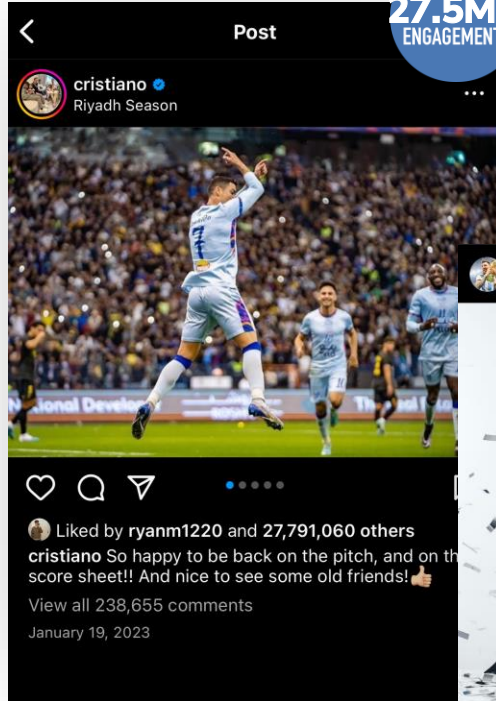 27.5M
ENGAGEMENT
Post
cristiano
Riyadh Season
7
Liked by ryanm1220 and 27,791,060 others
cristiano So happy to be back on the pitch, and on th
score sheet!! And nice to see some old friends!👍🏼
View all 238,655 comments
January 19, 2023